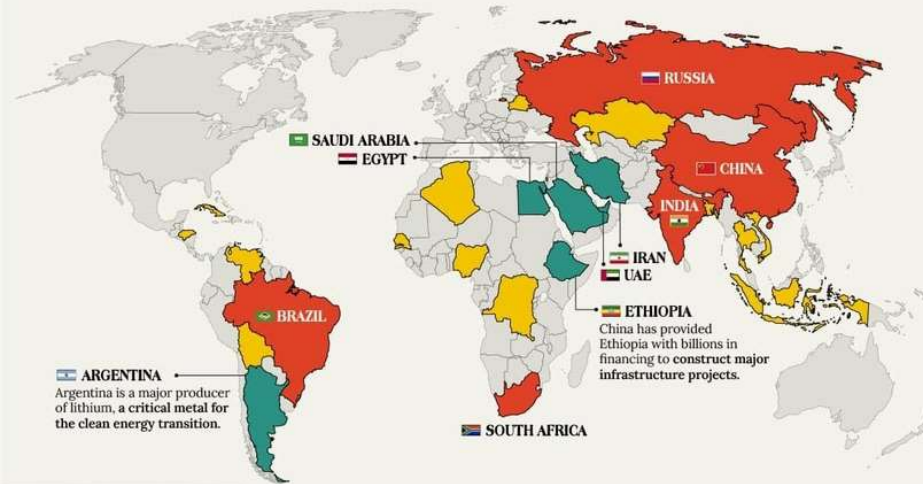 RUSSIA
SAUDI ARABIA
EGYPT
CHINA
INDIA
IRAN
UAE
BRAZIL
ETHIOPIA
China has provided
Ethiopia with billions in
financing to construct major
infrastructure projects.
ARGENTINA
Argentina is a major producer
of lithium, a critical metal for
the clean energy transition.
SOUTH AFRICA